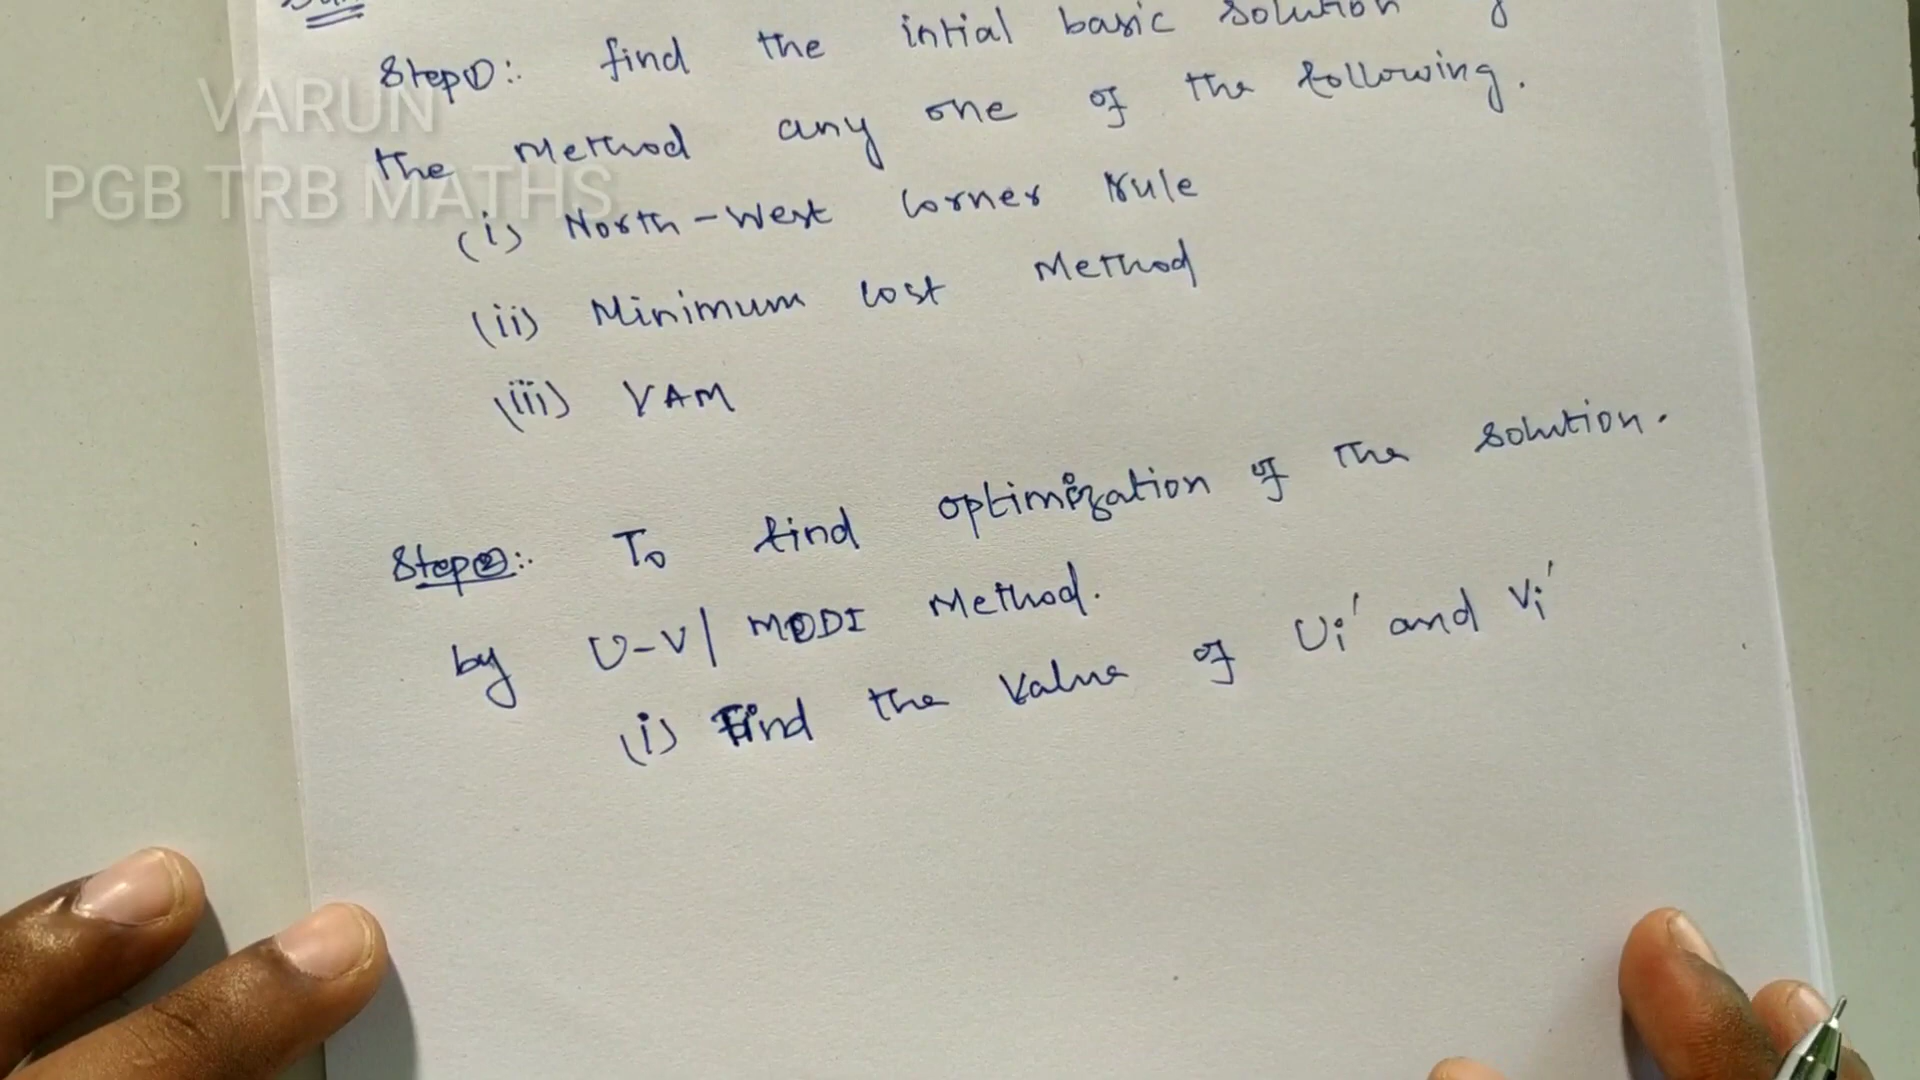 Step①: find the intial basic solution
the Method any one of the following.
(i) North-West Corner Rule
(ii) Minimum Cost Method
(iii) VAM
Step②: To find optimization of the solution.
by U-V| MODI Method.
(i) Find the Value of Ui' and Vi'
VARUN
PGB TRB MATHS